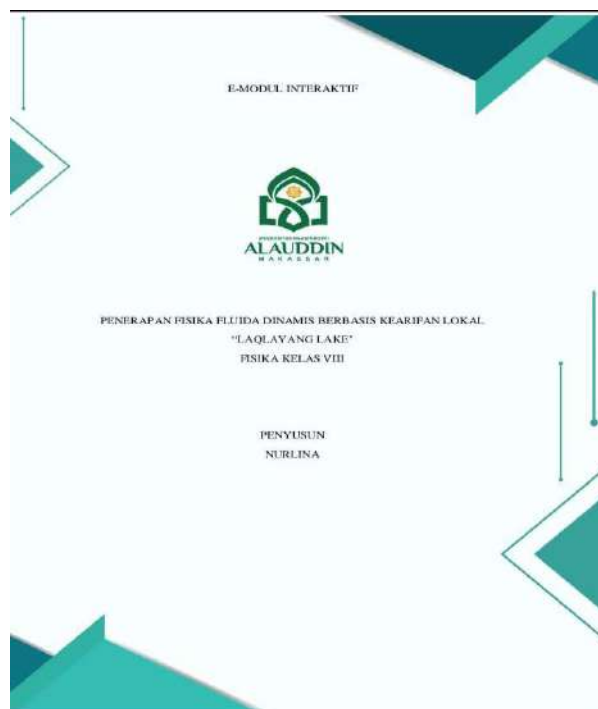 E-MODUL INTERAKTIF
ALAUDDIN
MAKASSAR
PENERAPAN FISIKA FLUIDA DINAMIS BERBASIS KEARIFAN LOKAL
"LAQLAYANG LAKE"
FISIKA KELAS VIII
PENYUSUN
NURLINA